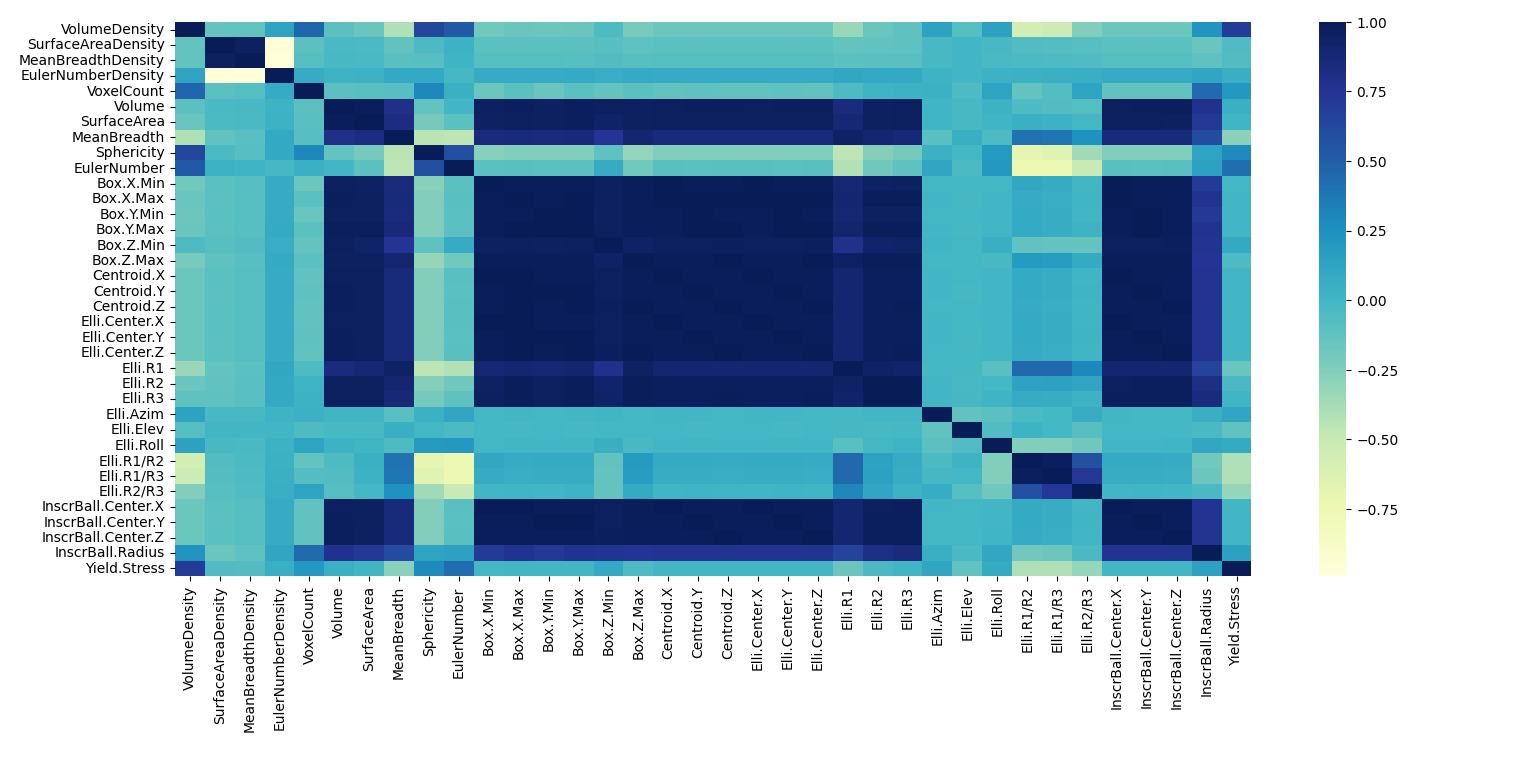 VolumeDensity
SurfaceAreaDensity
MeanBreadthDensity
EulerNumberDensity
VoxelCount
Volume
SurfaceArea
MeanBreadth
Sphericity
EulerNumber
Box.X.Min
Box.X.Max
Box.Y.Min
Box.Y.Max
Box.Z.Min
Box.Z.Max
Centroid.X
Centroid.Y
Centroid.Z
Elli.Center.X
Elli.Center.Y
Elli.Center.Z
Elli.R1
Elli.R2
Elli.R3
Elli.Azim
Elli.Elev
Elli.Roll
Elli.R1/R2
Elli.R1/R3
Elli.R2/R3
InscrBall.Center.X
InscrBall.Center.Y
InscrBall.Center.Z
InscrBall.Radius
Yield.Stress
VolumeDensity
SurfaceAreaDensity
MeanBreadthDensity
EulerNumberDensity
VoxelCount
Volume
SurfaceArea
MeanBreadth
Sphericity
EulerNumber
Box.X.Min
Box.X.Max
Box.Y.Min
Box.Y.Max
Box.Z.Min
Box.Z.Max
Centroid.X
Centroid.Y
Centroid.Z
Elli.Center.X
Elli.Center.Y
Elli.Center.Z
Elli.R1
Elli.R2
Elli.R3
Elli.Azim
Elli.Elev
Elli.Roll
Elli.R1/R2
Elli.R1/R3
Elli.R2/R3
InscrBall.Center.X
InscrBall.Center.Y
InscrBall.Center.Z
InscrBall.Radius
Yield.Stress
1.00
0.75
0.50
0.25
0.00
−0.25
−0.50
−0.75